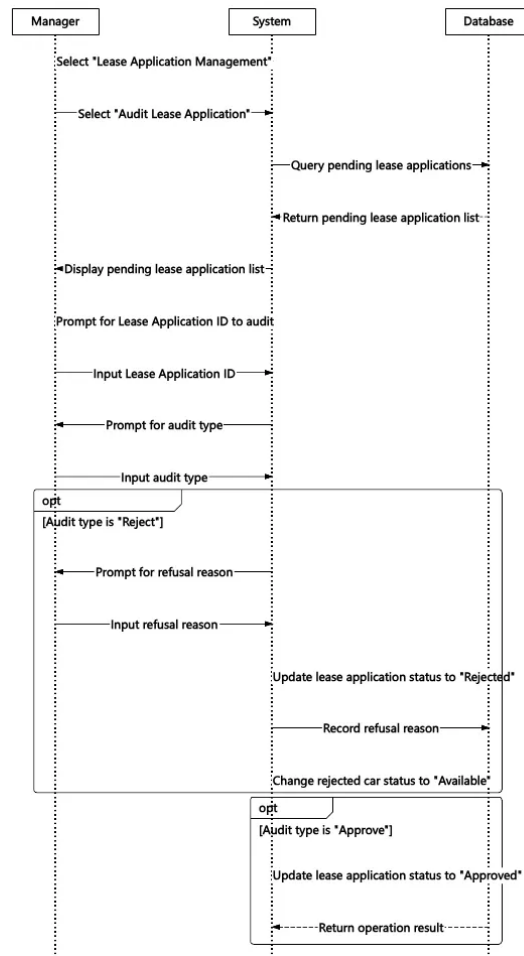 Manager System Database
Select "Lease Application Management"
Select "Audit Lease Application"
Query pending lease applications
Return pending lease application list
Display pending lease application list
Prompt for Lease Application ID to audit
Input Lease Application ID
Prompt for audit type
Input audit type
opt
[Audit type is "Reject"]
Prompt for refusal reason
Input refusal reason
Update lease application status to "Rejected"
Record refusal reason
Change rejected car status to "Available"
opt
[Audit type is "Approve"]
Update lease application status to "Approved"
Return operation result